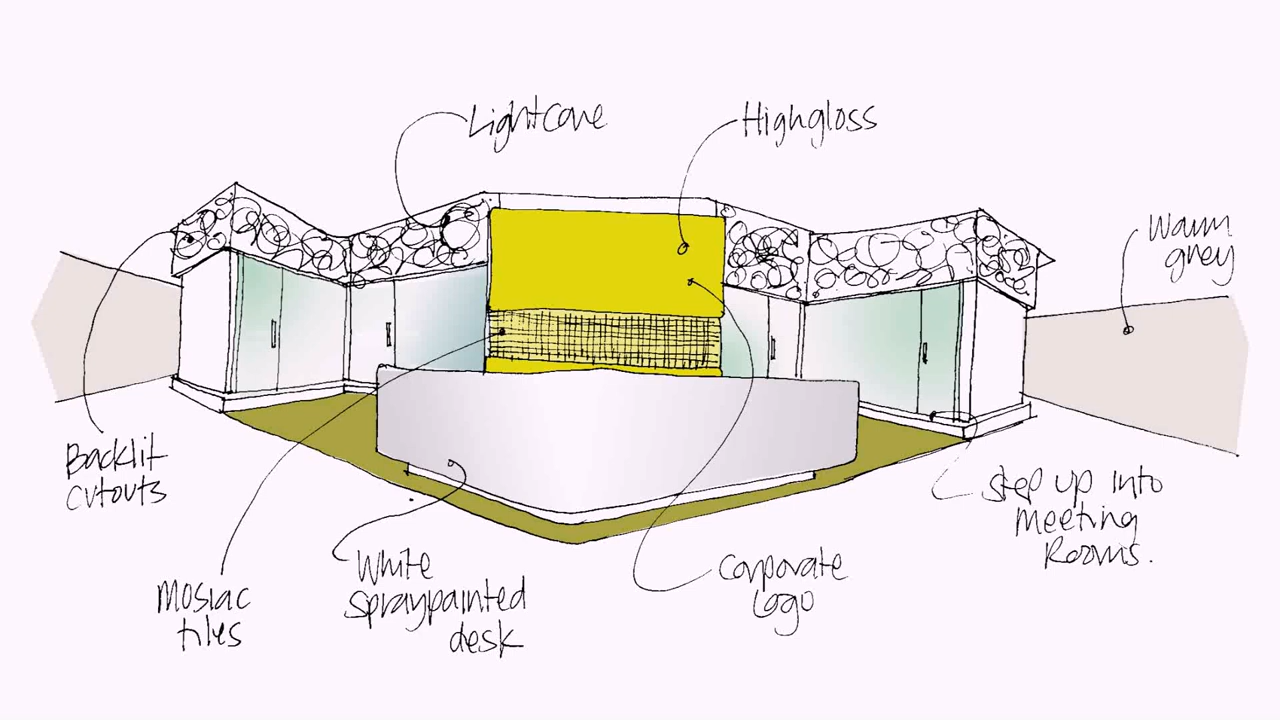 Lightcove
Highgloss
Warm
grey
Backlit
cutouts
Step up into
Meeting
Rooms.
Mosiac
tiles
White
spraypainted
desk
Corporate
Logo